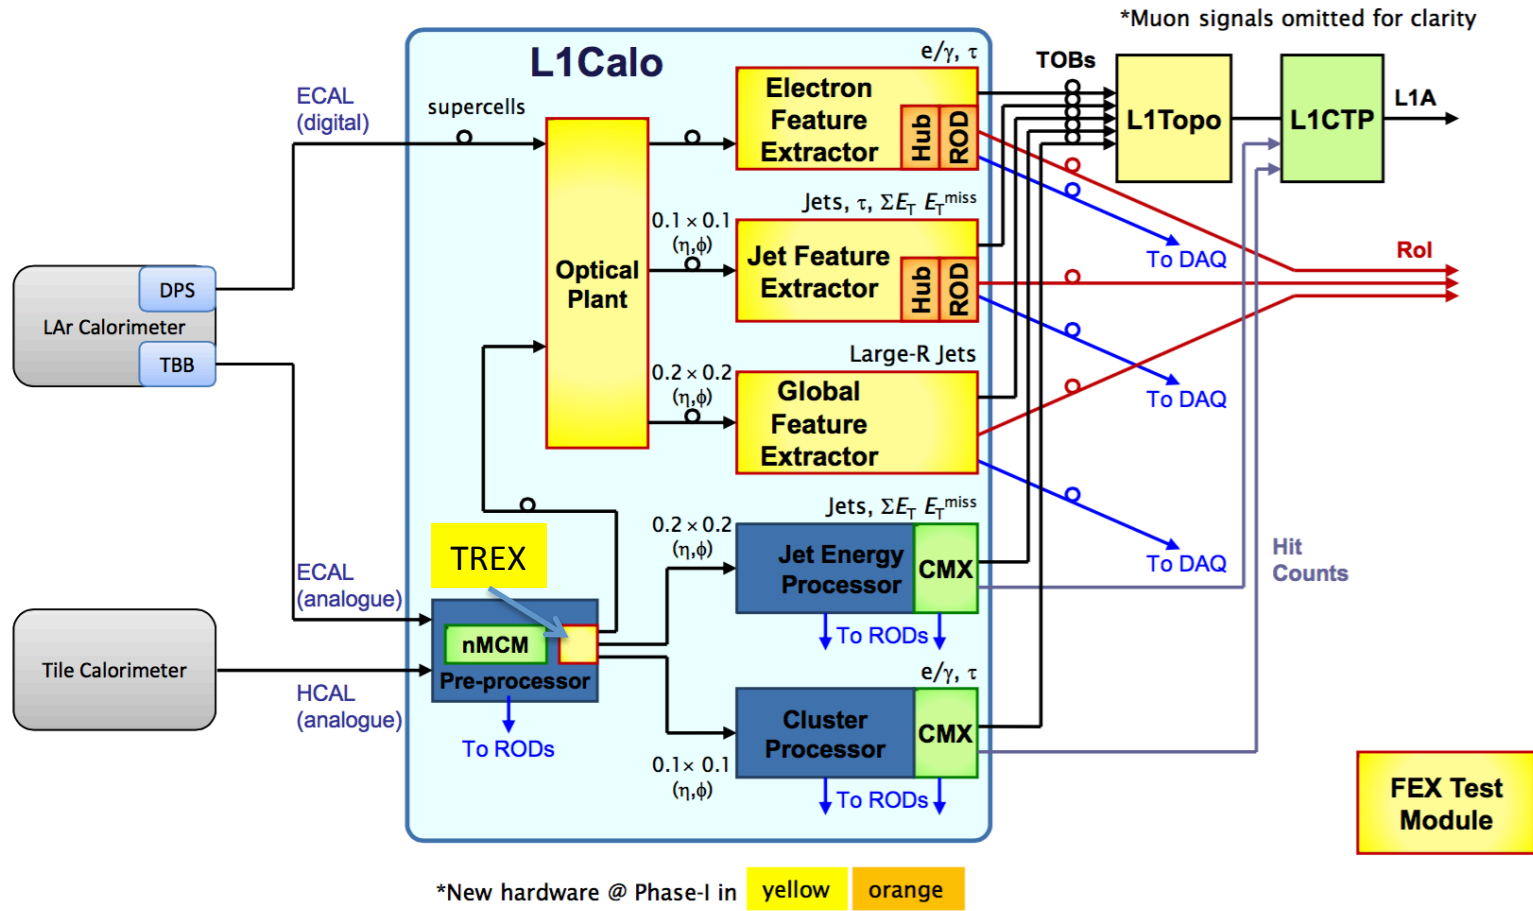 *Muon signals omitted for clarity
L1Calo
e/γ, τ
TOBs
ECAL
(digital)
supercells
Electron
Feature
Extractor
Hub
ROD
L1Topo
L1CTP
L1A
Jets, τ, ΣE_T E_T^miss
0.1 × 0.1
(η,ϕ)
To DAQ
RoI
Optical
Plant
Jet Feature
Extractor
Hub
ROD
DPS
LAr Calorimeter
TBB
Large-R Jets
0.2 × 0.2
(η,ϕ)
To DAQ
Global
Feature
Extractor
Jets, ΣE_T E_T^miss
0.2 × 0.2
(η,ϕ)
TREX
Jet Energy
Processor
CMX
To DAQ
Hit
Counts
ECAL
(analogue)
nMCM
Pre-processor
To RODs
Tile Calorimeter
HCAL
(analogue)
To RODs
e/γ, τ
Cluster
Processor
CMX
0.1 × 0.1
(η,ϕ)
To RODs
FEX Test
Module
*New hardware @ Phase-I in yellow orange